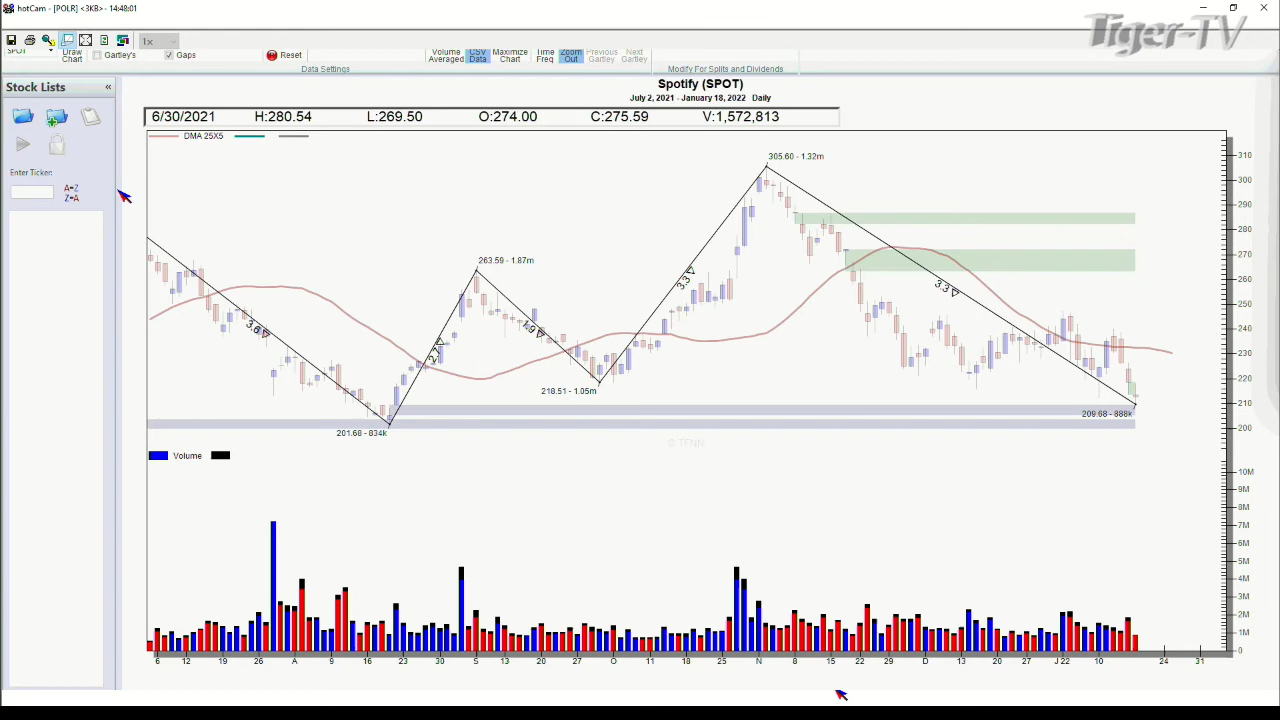 hotCam - [POLR] <3KB> - 14:48:01
Tiger-TV
1x
SPOT
Draw Chart
Gartley's
Gaps
Reset
Volume Averaged
CSV Data
Maximize Chart
Time Freq
Zoom Out
Previous Gartley
Next Gartley
Data Settings
Modify For Splits and Dividends
Stock Lists
«
Enter Ticker:
A=Z
Z=A
Spotify (SPOT)
July 2, 2021 - January 18, 2022 Daily
6/30/2021 H:280.54 L:269.50 O:274.00 C:275.59 V:1,572,813
DMA 25X5
305.60 - 1.32m
263.59 - 1.87m
218.51 - 1.05m
201.68 - 834k
209.68 - 888k
3.6
2.7
1.9
3.3
3.3
310
300
290
280
270
260
250
240
230
220
210
200
© TFNN
Volume
10M
9M
8M
7M
6M
5M
4M
3M
2M
1M
0
6 12 19 26 A 9 16 23 30 S 13 20 27 O 11 18 25 N 8 15 22 29 D 13 20 27 J 22 10 24 31